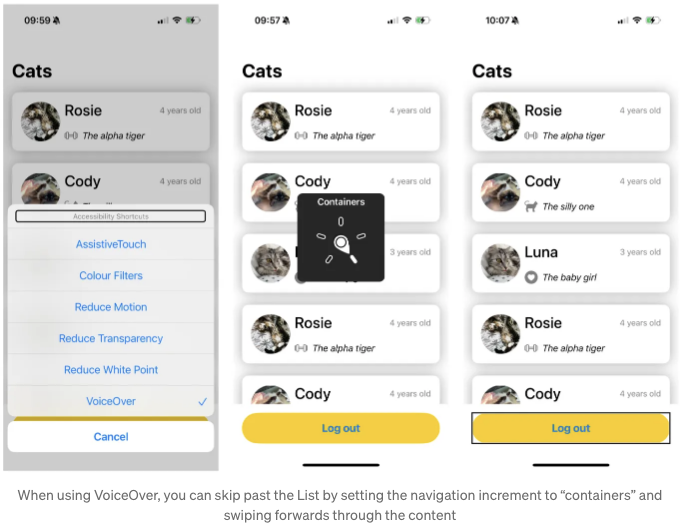 09:59
Cats
Rosie
4 years old
The alpha tiger
Cody
4 years old
Accessibility Shortcuts
AssistiveTouch
Colour Filters
Reduce Motion
Reduce Transparency
Reduce White Point
VoiceOver
Cancel
09:57
Cats
Rosie
4 years old
The alpha tiger
Cody
4 years old
Containers
3 years old
Rosie
4 years old
The alpha tiger
Cody
4 years old
Log out
10:07
Cats
Rosie
4 years old
The alpha tiger
Cody
4 years old
The silly one
Luna
3 years old
The baby girl
Rosie
4 years old
The alpha tiger
Cody
4 years old
Log out
When using VoiceOver, you can skip past the List by setting the navigation increment to “containers” and
swiping forwards through the content